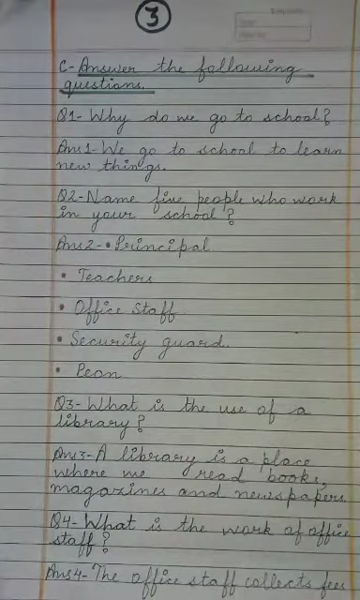 3
C- Answer the following
questions.
Q1- Why do we go to school?
Ans1- We go to school to learn
new things.
Q2- Name five people who work
in your school?
Ans2- • Principal
• Teachers
• Office Staff
• Security guard.
• Peon
Q3- What is the use of a
library?
Ans3- A library is a place
where we read books,
magazines and newspapers.
Q4- What is the work of office
staff?
Ans4- The office staff collects fees